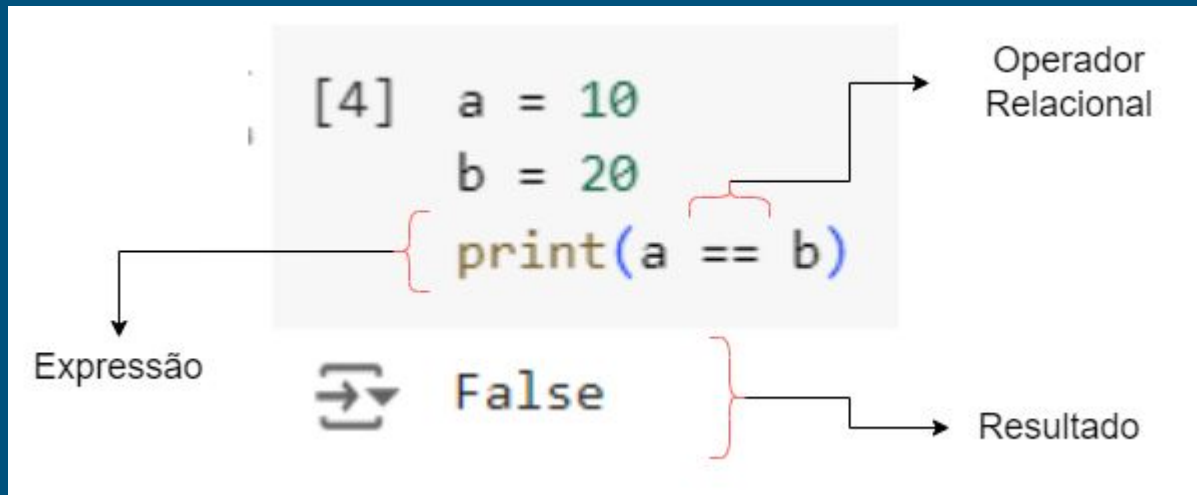 Operador
Relacional
[4] a = 10
b = 20
print(a == b)
Expressão
False
Resultado